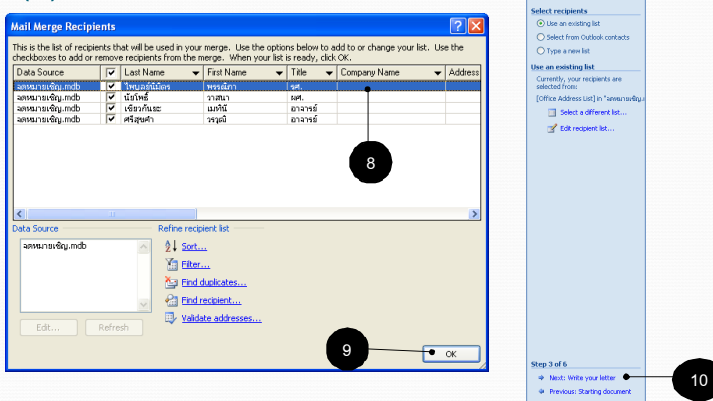 Mail Merge Recipients
This is the list of recipients that will be used in your merge. Use the options below to add to or change your list. Use the
checkboxes to add or remove recipients from the merge. When your list is ready, click OK.
Data Source Last Name First Name Title Company Name Address
จดหมายเชิญ.mdb ไพบูลย์นิมิตร พรรณิภา รศ.
จดหมายเชิญ.mdb นัยโพธิ์ วาสนา ผศ.
จดหมายเชิญ.mdb เขียวกันยะ เมทินี อาจารย์
จดหมายเชิญ.mdb ศรีสุขคำ วรวุฒิ อาจารย์
8
Data Source
จดหมายเชิญ.mdb
Edit...
Refresh
Refine recipient list
Sort...
Filter...
Find duplicates...
Find recipient...
Validate addresses...
9
OK
Select recipients
Use an existing list
Select from Outlook contacts
Type a new list
Use an existing list
Currently, your recipients are
selected from:
[Office Address List] in "จดหมายเชิญ.
Select a different list...
Edit recipient list...
Step 3 of 6
Next: Write your letter
Previous: Starting document
10